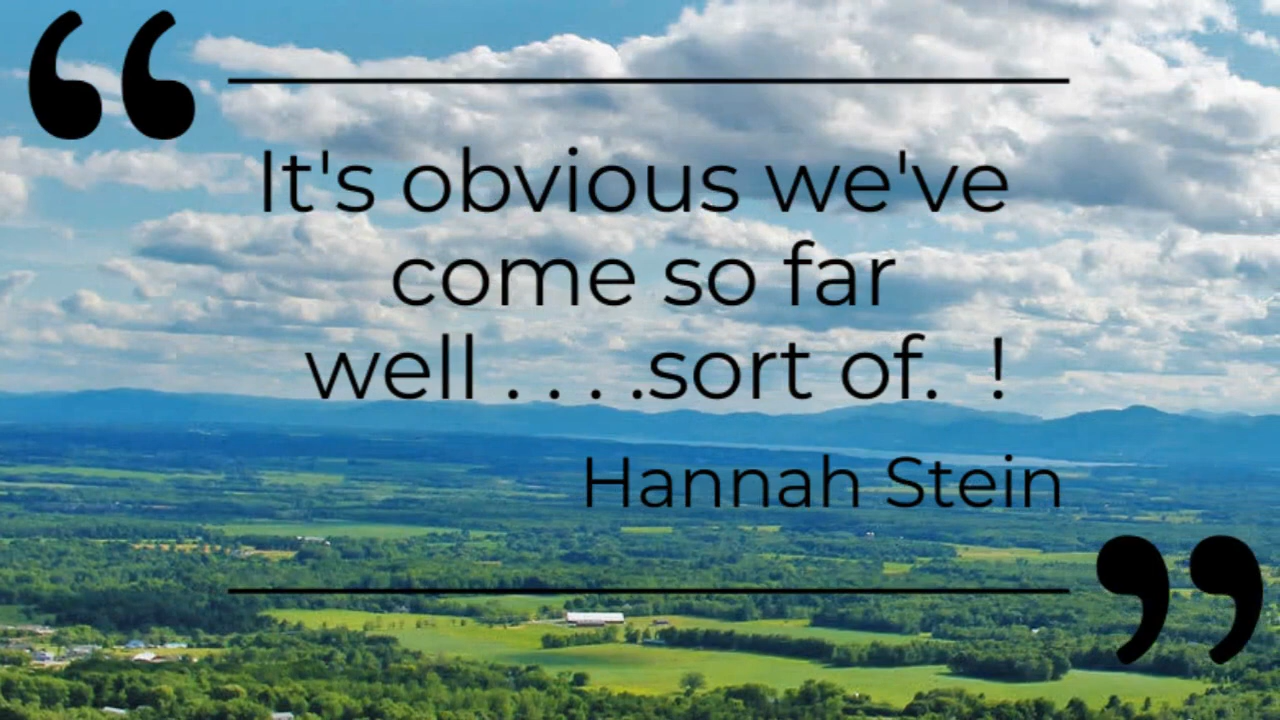 “
It's obvious we've
come so far
well . . . .sort of.  !
Hannah Stein
”